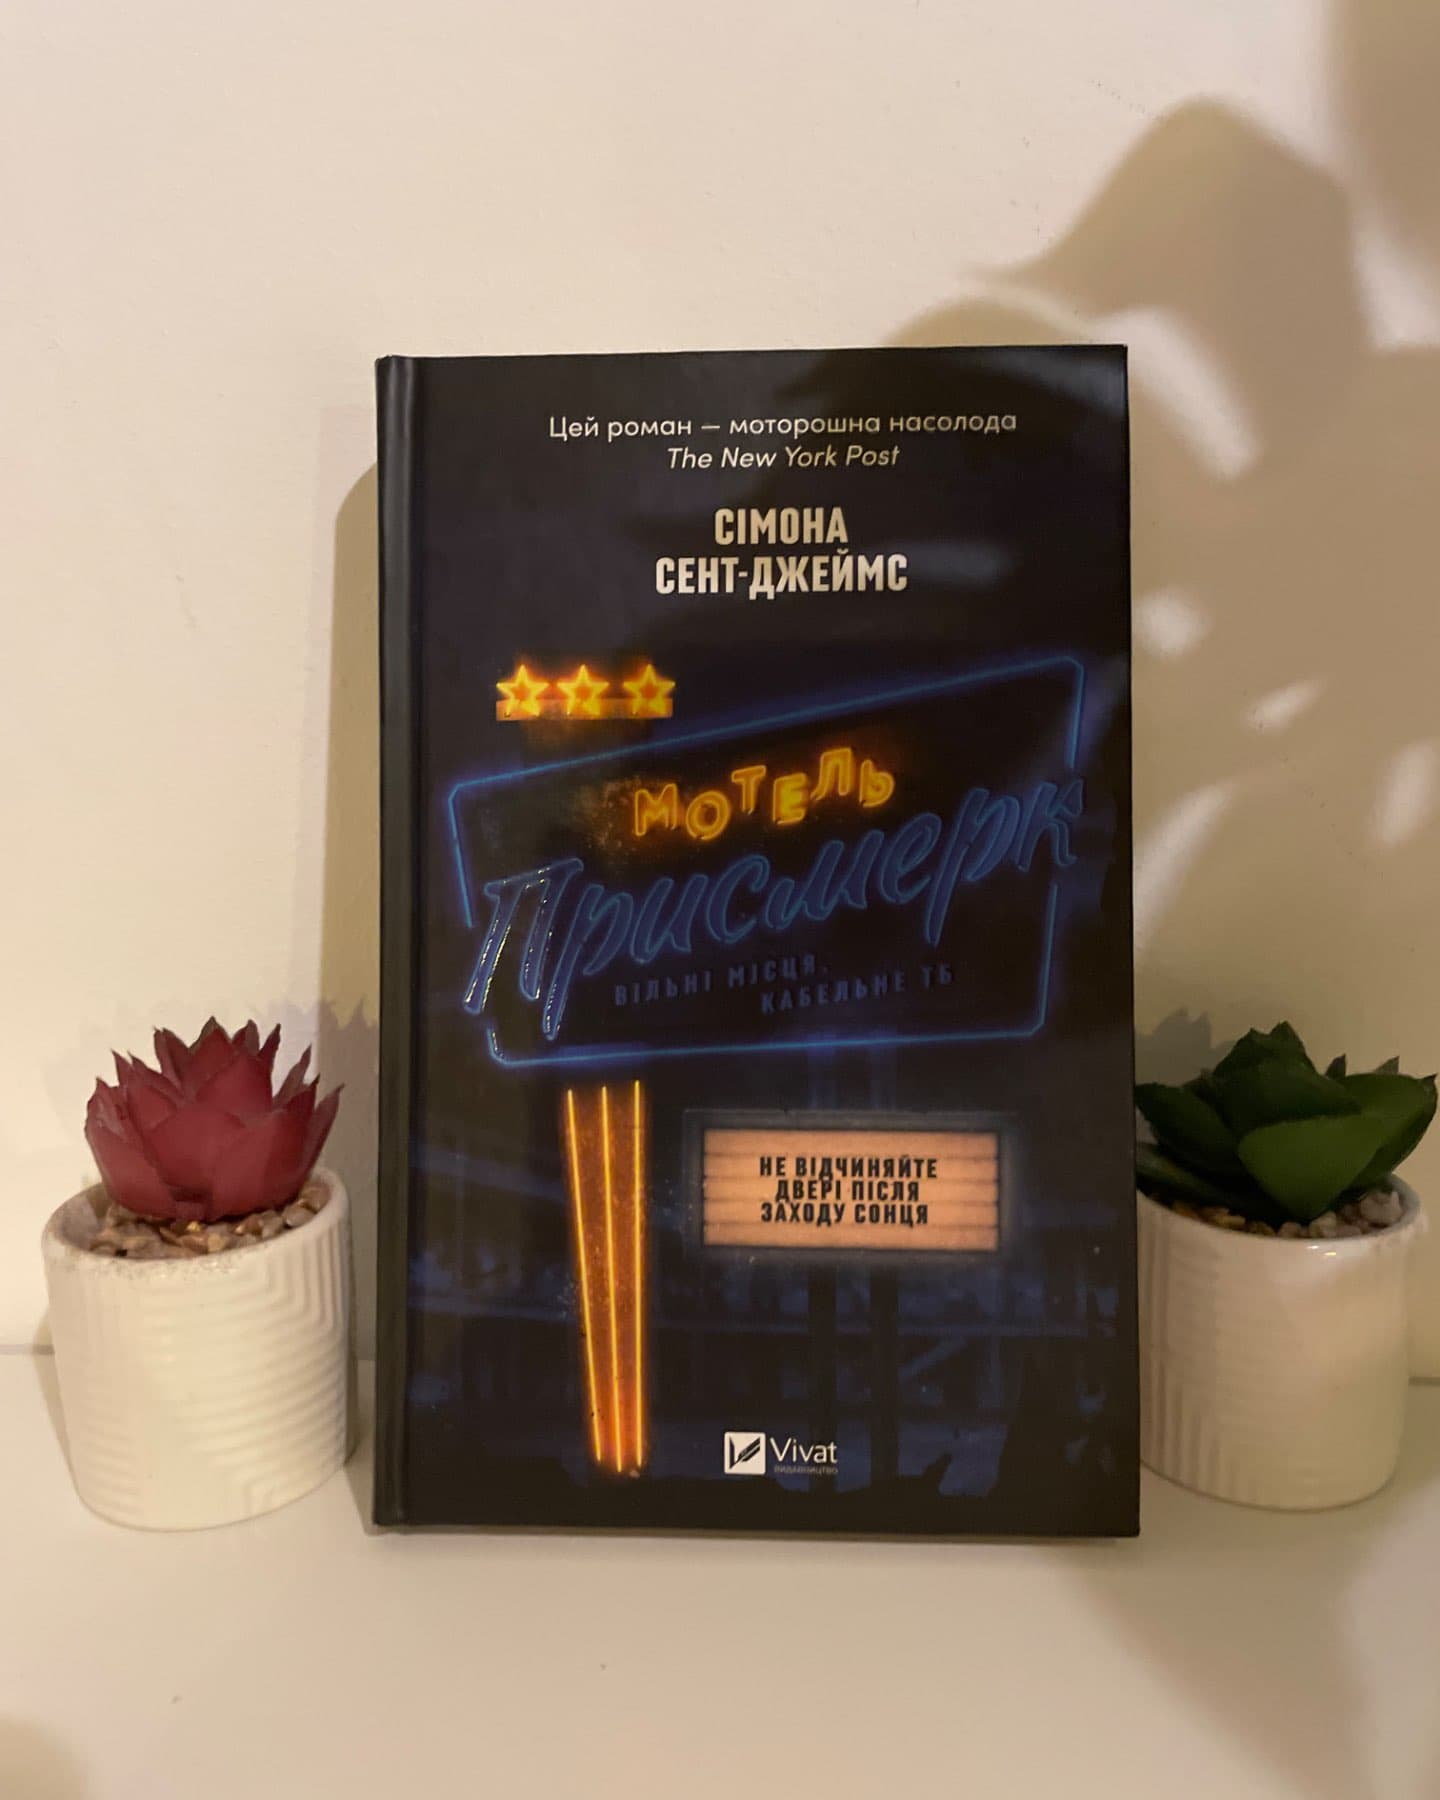 Цей роман — моторошна насолода
The New York Post
СІМОНА
СЕНТ-ДЖЕЙМС
МОТЕЛЬ
Присмерк
ВІЛЬНІ МІСЦЯ.
КАБЕЛЬНЕ ТБ
НЕ ВІДЧИНЯЙТЕ
ДВЕРІ ПІСЛЯ
ЗАХОДУ СОНЦЯ
Vivat
ВИДАВНИЦТВО